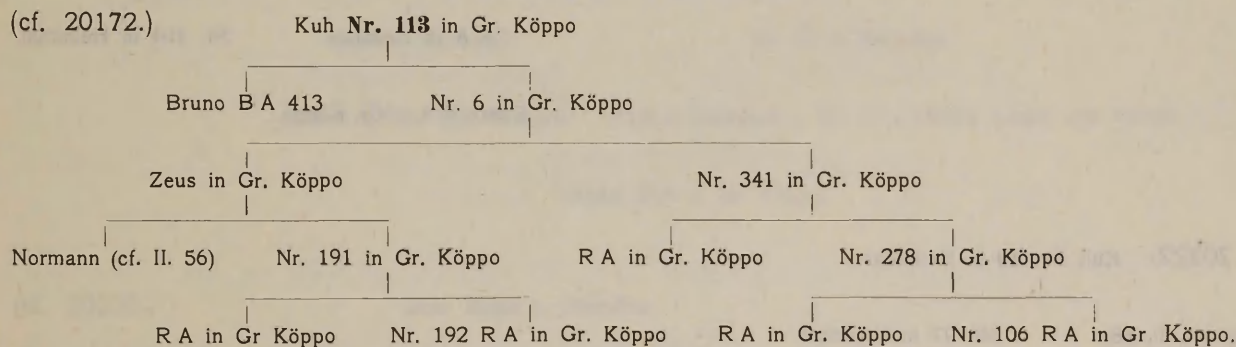 (cf. 20172.) Kuh Nr. 113 in Gr. Köppo
Bruno B A 413 Nr. 6 in Gr. Köppo
Zeus in Gr. Köppo Nr. 341 in Gr. Köppo
Normann (cf. II. 56) Nr. 191 in Gr. Köppo R A in Gr. Köppo Nr. 278 in Gr. Köppo
R A in Gr Köppo Nr. 192 R A in Gr. Köppo R A in Gr. Köppo Nr. 106 R A in Gr. Köppo.